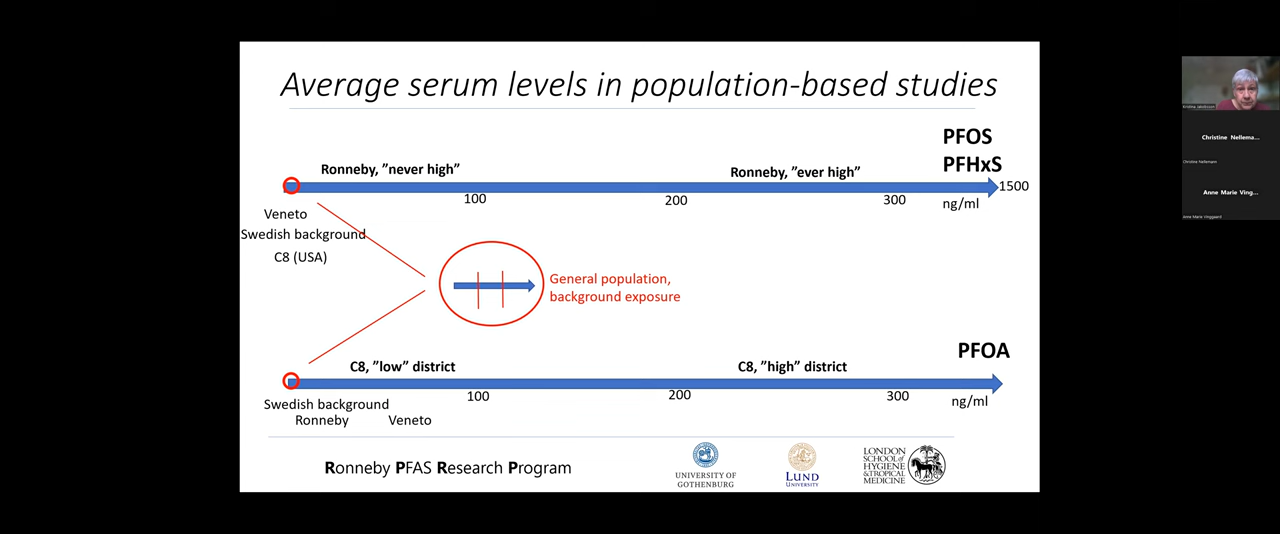 Average serum levels in population-based studies
PFOS
PFHxS
Ronneby, ”never high”
Ronneby, ”ever high”
1500
100
200
300
ng/ml
Veneto
Swedish background
C8 (USA)
General population,
background exposure
PFOA
C8, ”low” district
C8, ”high” district
100
200
300
ng/ml
Swedish background
Ronneby
Veneto
Ronneby PFAS Research Program
UNIVERSITY OF
GOTHENBURG
LUND
UNIVERSITY
LONDON
SCHOOL of
HYGIENE
&TROPICAL
MEDICINE
Christine Nellema...
Christine Nellemann
Anne Marie Ving...
Anne Marie Vinggaard